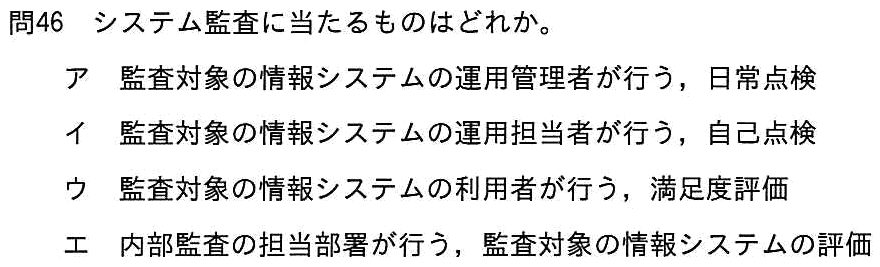 問46 システム監査に当たるものはどれか。
ア 監査対象の情報システムの運用管理者が行う，日常点検
イ 監査対象の情報システムの運用担当者が行う，自己点検
ウ 監査対象の情報システムの利用者が行う，満足度評価
エ 内部監査の担当部署が行う，監査対象の情報システムの評価